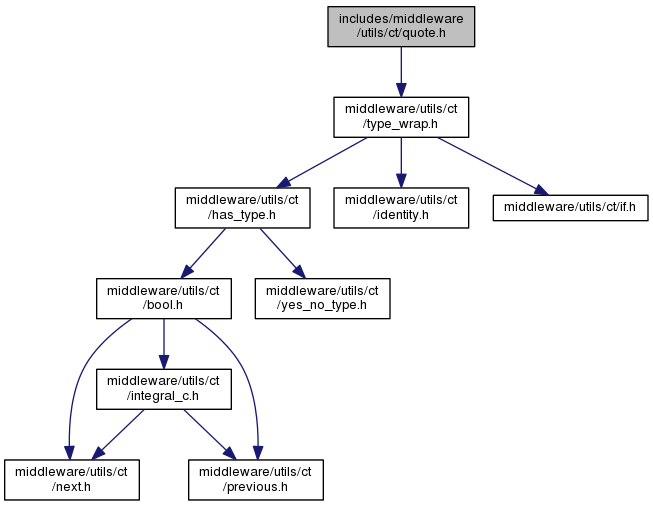 includes/middleware
/utils/ct/quote.h
middleware/utils/ct
/type_wrap.h
middleware/utils/ct
/has_type.h
middleware/utils/ct
/identity.h
middleware/utils/ct/if.h
middleware/utils/ct
/bool.h
middleware/utils/ct
/yes_no_type.h
middleware/utils/ct
/integral_c.h
middleware/utils/ct
/next.h
middleware/utils/ct
/previous.h